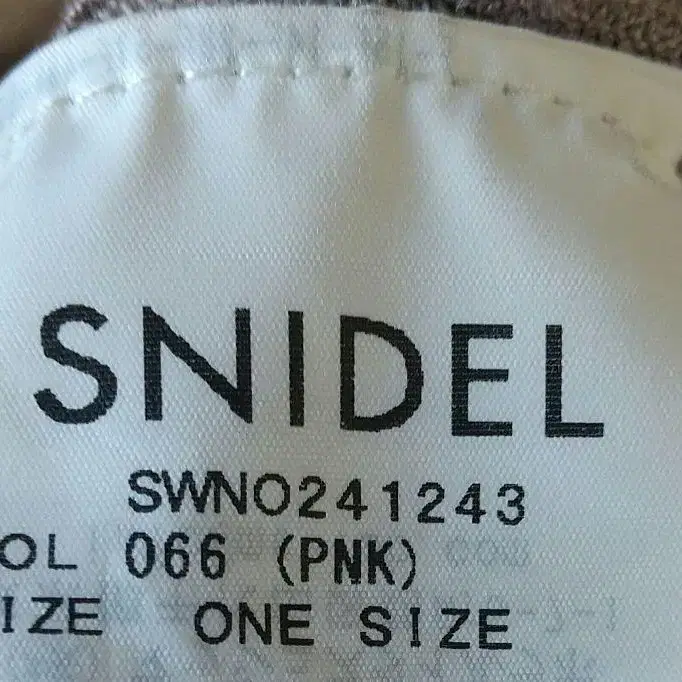 SNIDEL
SWNO241243
OL 066 (PNK)
IZE ONE SIZE